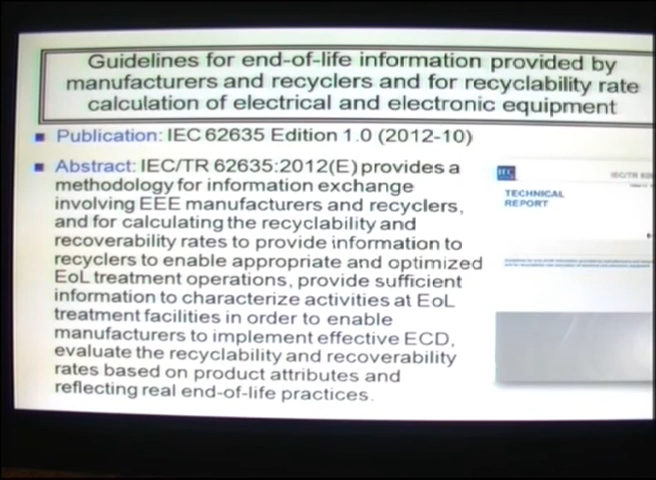 Guidelines for end-of-life information provided by
manufacturers and recyclers and for recyclability rate
calculation of electrical and electronic equipment
Publication: IEC 62635 Edition 1.0 (2012-10)
Abstract: IEC/TR 62635:2012(E) provides a
methodology for information exchange
involving EEE manufacturers and recyclers,
and for calculating the recyclability and
recoverability rates to provide information to
recyclers to enable appropriate and optimized
EoL treatment operations, provide sufficient
information to characterize activities at EoL
treatment facilities in order to enable
manufacturers to implement effective ECD,
evaluate the recyclability and recoverability
rates based on product attributes and
reflecting real end-of-life practices.
IEC
TECHNICAL
REPORT